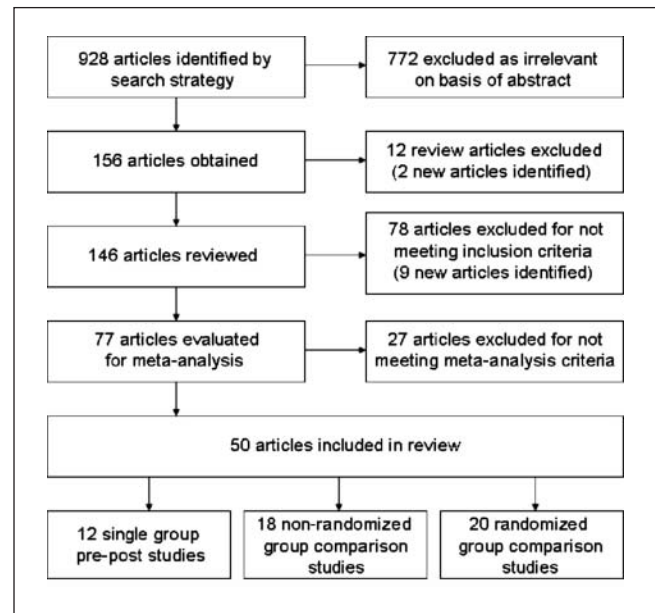 928 articles identified by
search strategy
772 excluded as irrelevant
on basis of abstract
156 articles obtained
12 review articles excluded
(2 new articles identified)
146 articles reviewed
78 articles excluded for not
meeting inclusion criteria
(9 new articles identified)
77 articles evaluated
for meta-analysis
27 articles excluded for not
meeting meta-analysis criteria
50 articles included in review
12 single group
pre-post studies
18 non-randomized
group comparison
studies
20 randomized
group comparison
studies